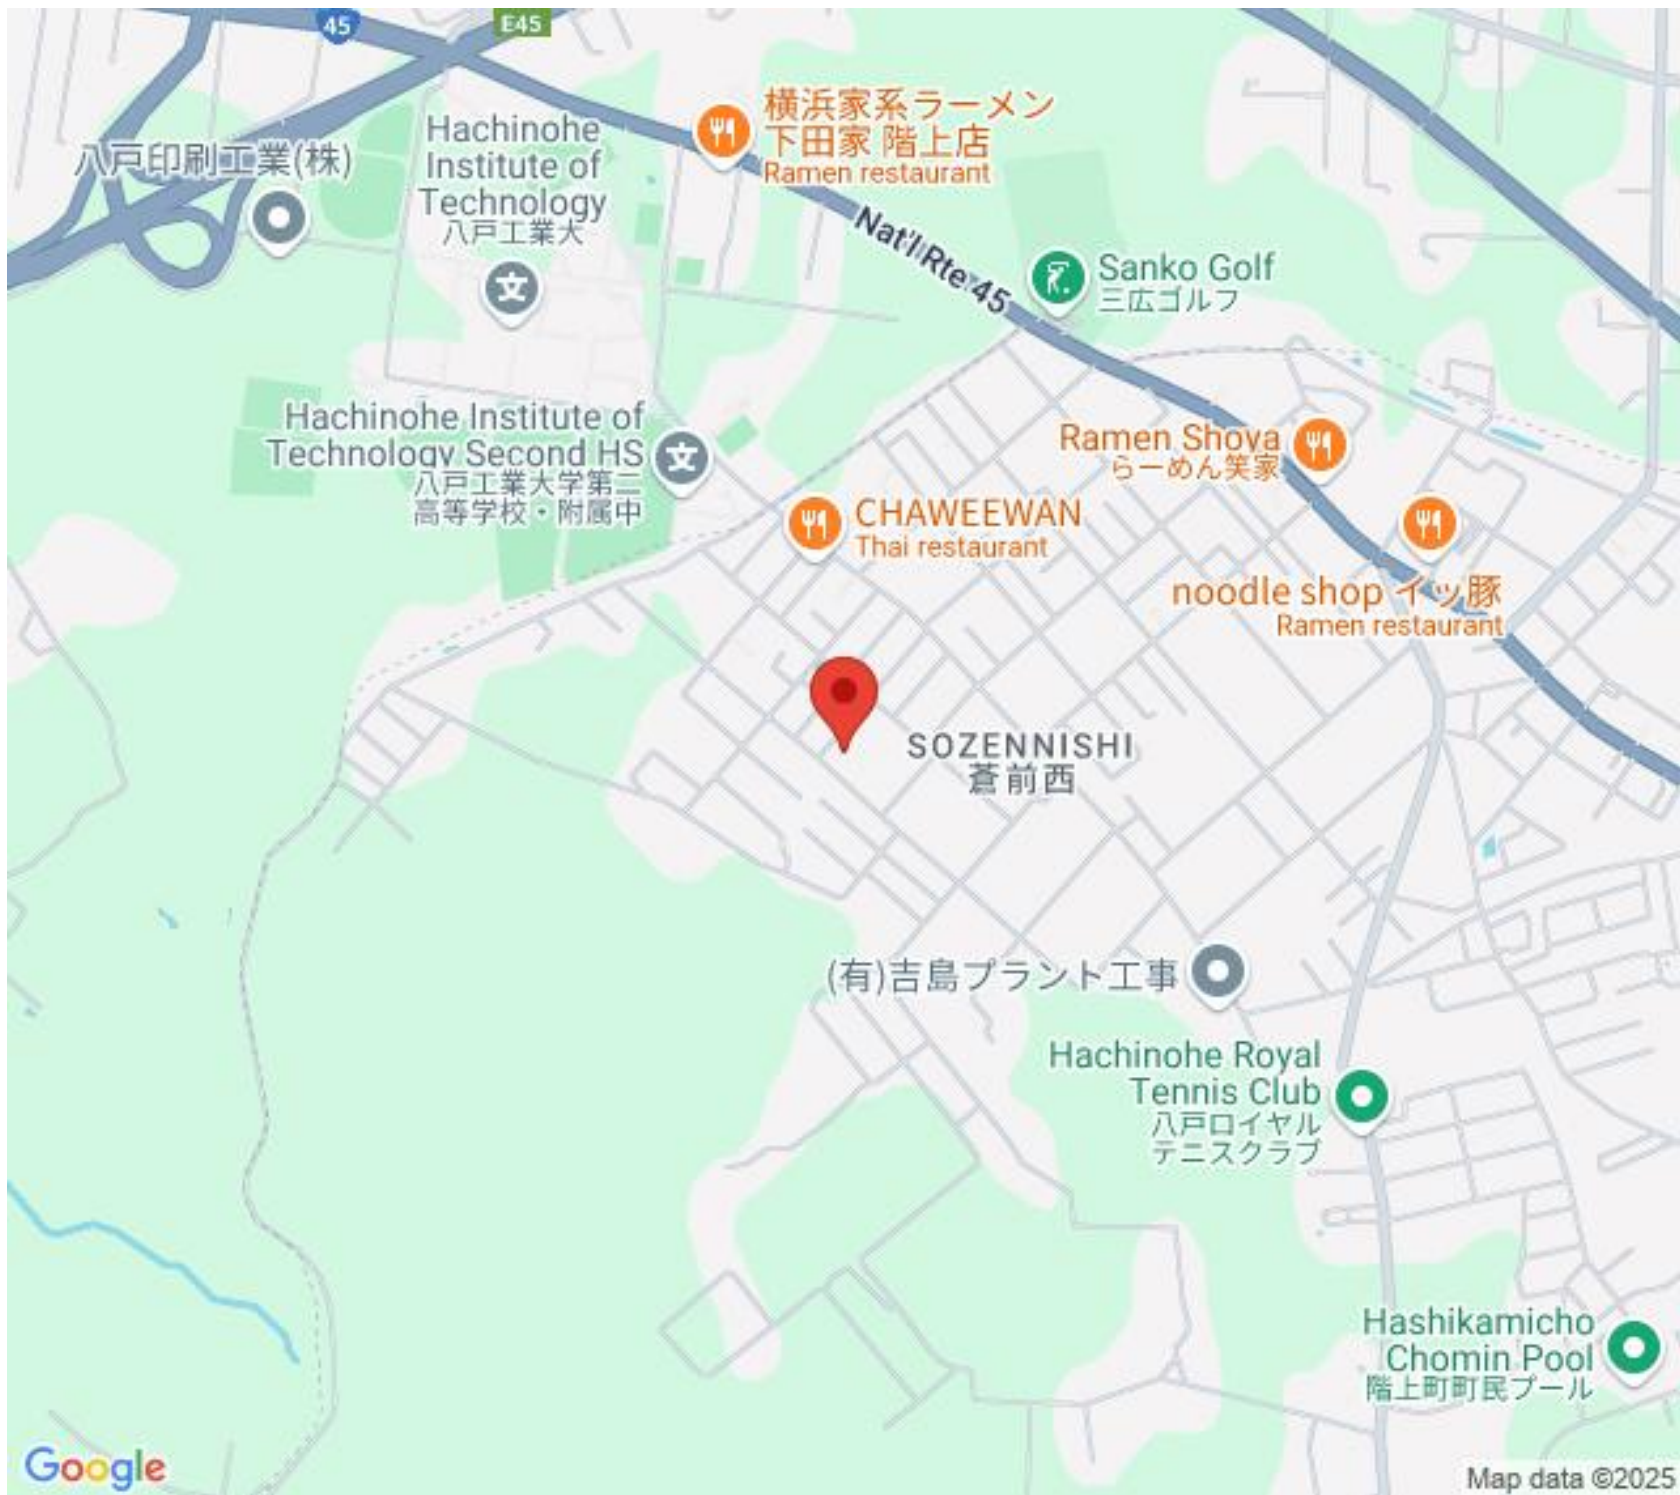 45
E45
横浜家系ラーメン
下田家 階上店
Ramen restaurant
Hachinohe
Institute of
Technology
八戸工業大
八戸印刷工業(株)
Nat'l Rte 45
Sanko Golf
三広ゴルフ
Hachinohe Institute of
Technology Second HS
八戸工業大学第二
高等学校・附属中
Ramen Shoya
らーめん笑家
CHAWEEWAN
Thai restaurant
noodle shop イッ豚
Ramen restaurant
SOZENNISHI
蒼前西
(有)吉島プラント工事
Hachinohe Royal
Tennis Club
八戸ロイヤル
テニスクラブ
Hashikamicho
Chomin Pool
階上町町民プール
Google
Map data ©2025